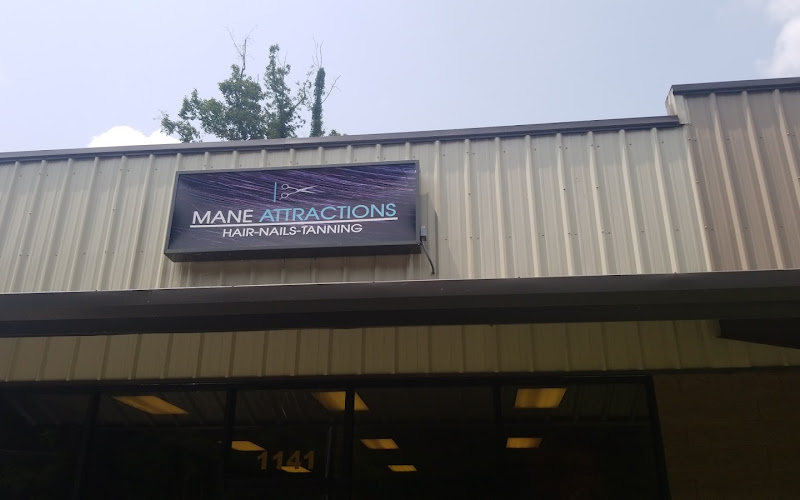 MANE ATTRACTIONS
HAIR-NAILS-TANNING
1141